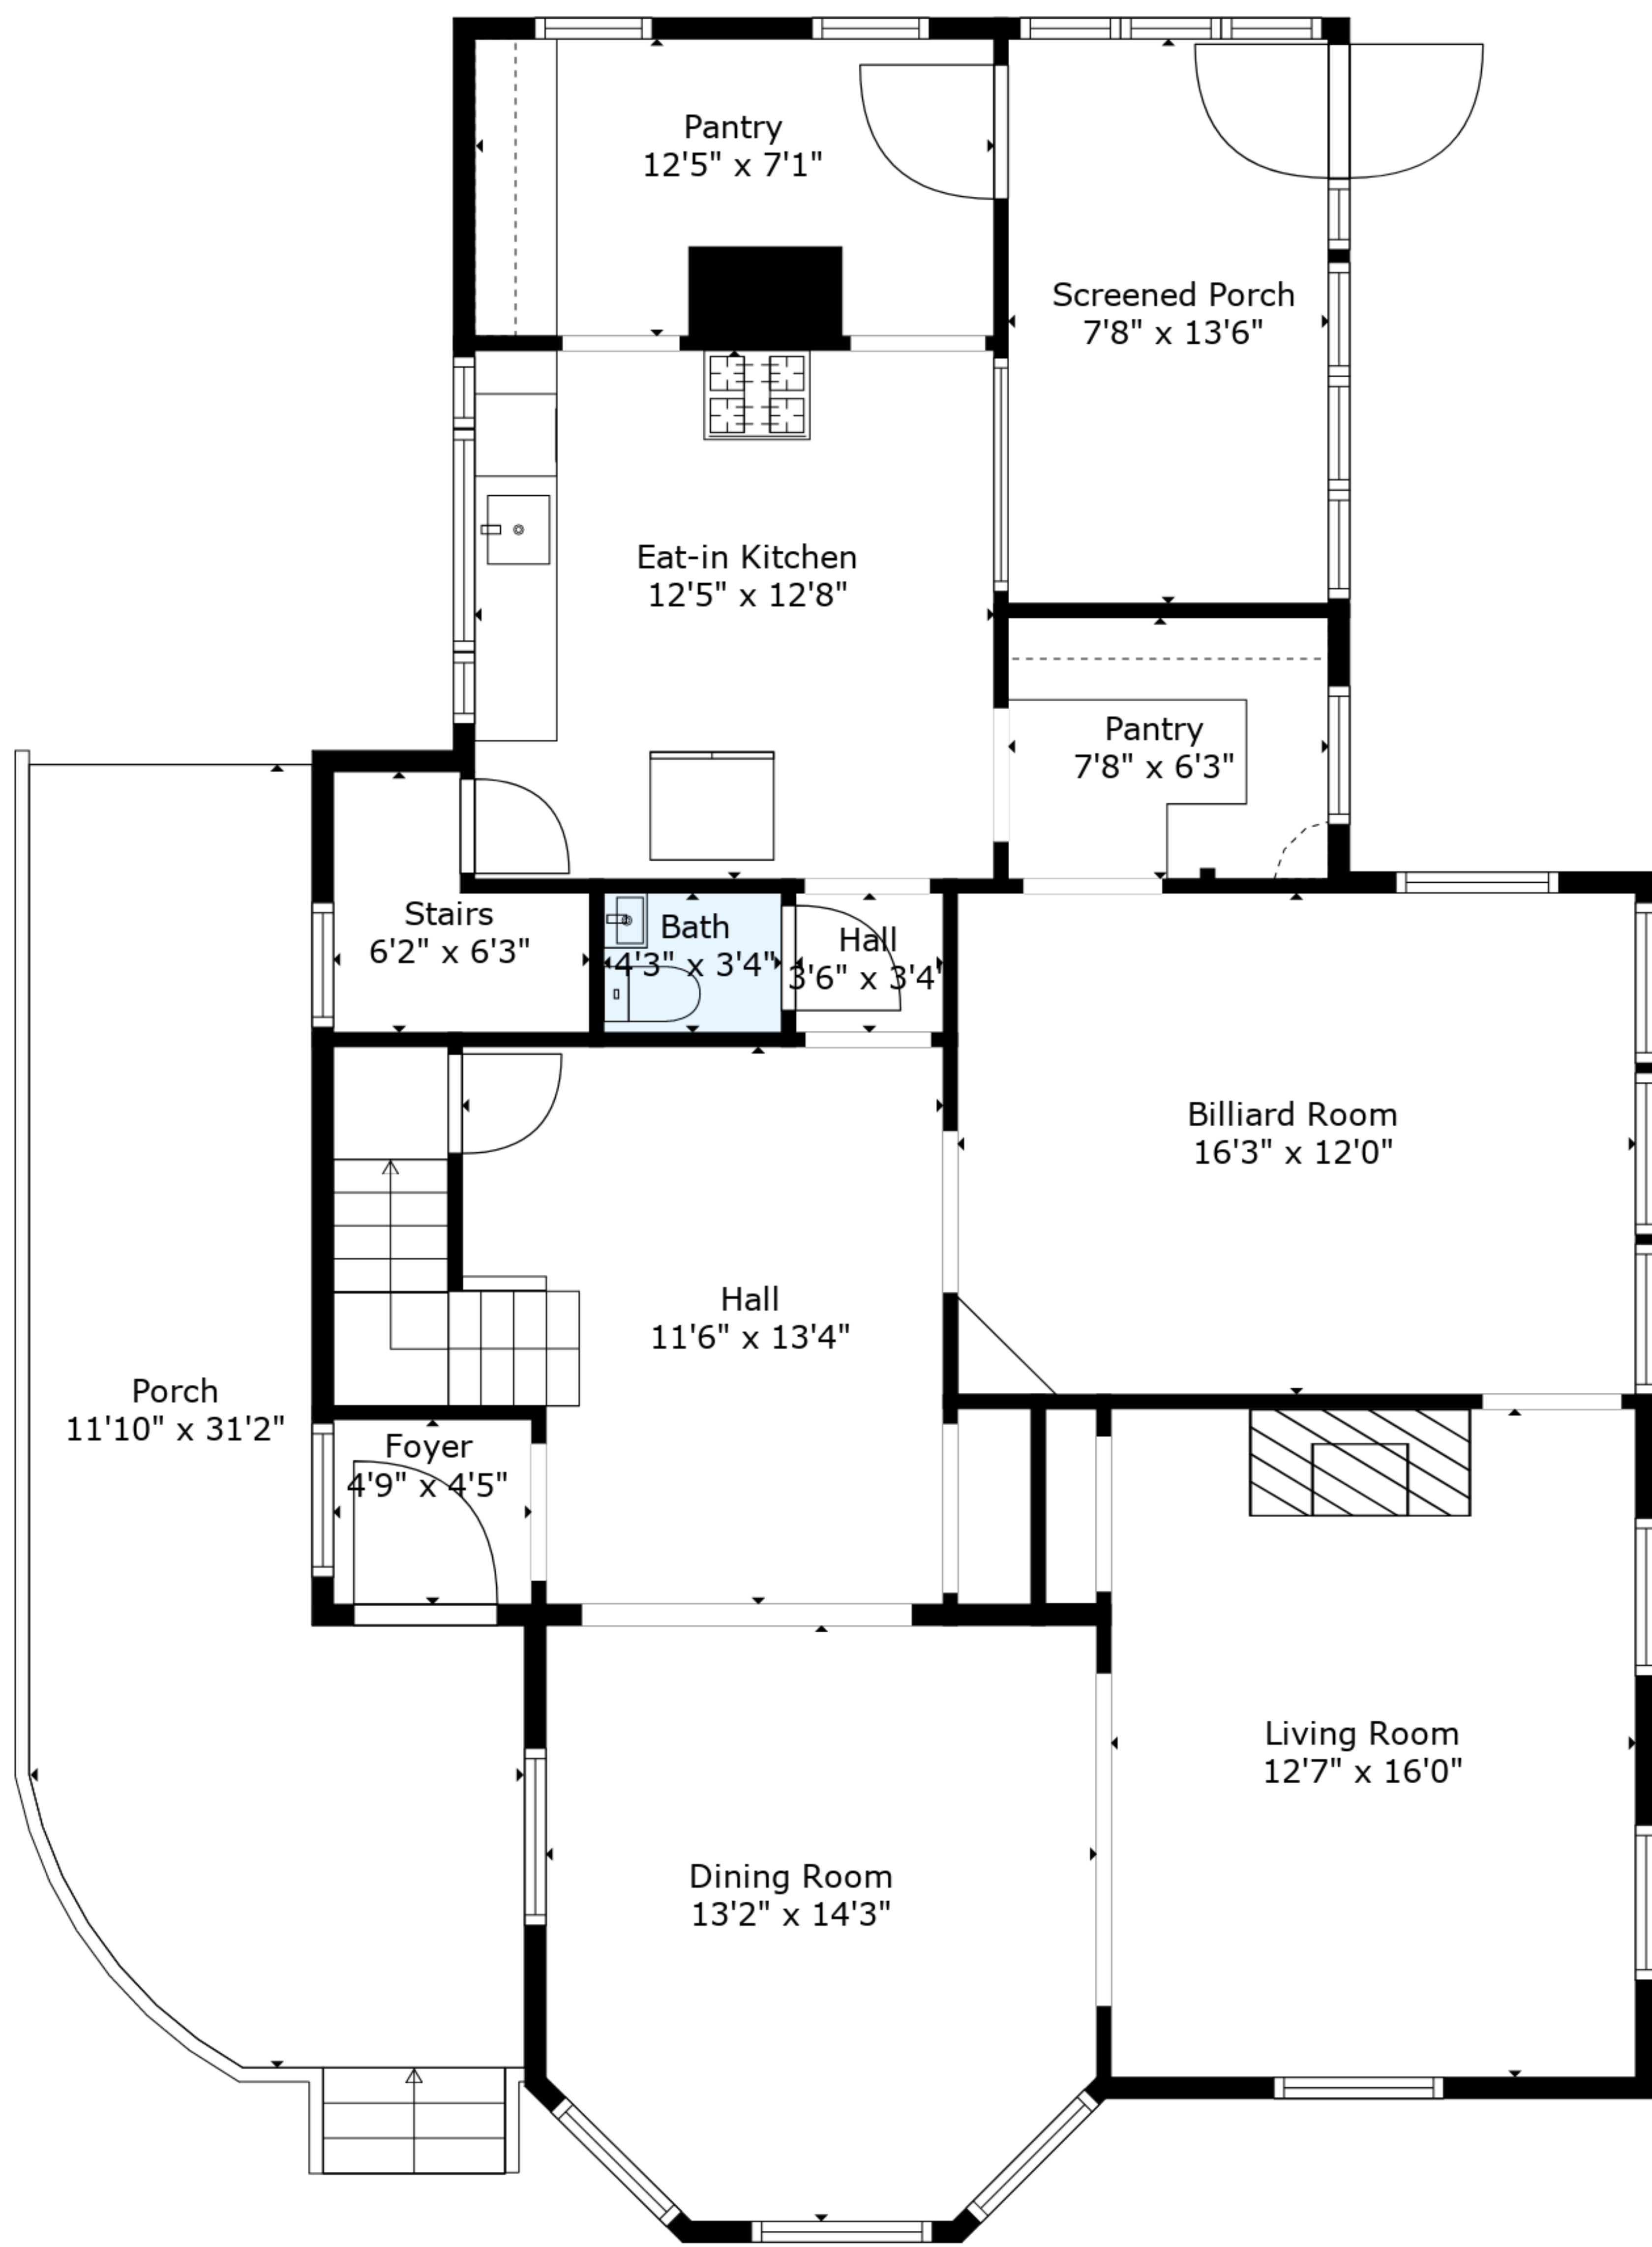 Pantry
12'5" x 7'1"
Screened Porch
7'8" x 13'6"
Eat-in Kitchen
12'5" x 12'8"
Pantry
7'8" x 6'3"
Stairs
6'2" x 6'3"
Bath
4'3" x 3'4"
Hall
3'6" x 3'4"
Billiard Room
16'3" x 12'0"
Hall
11'6" x 13'4"
Porch
11'10" x 31'2"
Foyer
4'9" x 4'5"
Living Room
12'7" x 16'0"
Dining Room
13'2" x 14'3"